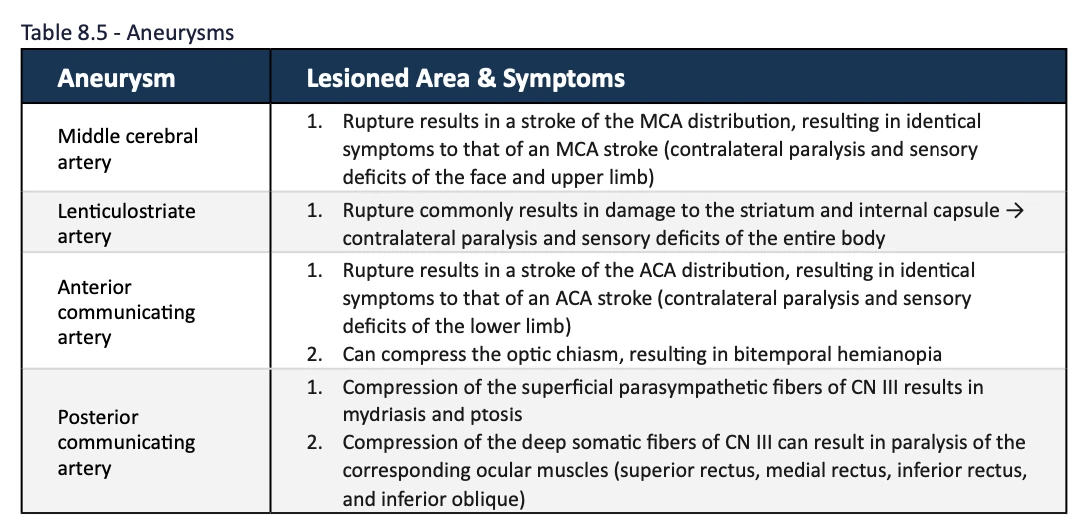 Table 8.5 - Aneurysms
Aneurysm
Lesioned Area & Symptoms
Middle cerebral
artery
1. Rupture results in a stroke of the MCA distribution, resulting in identical
symptoms to that of an MCA stroke (contralateral paralysis and sensory
deficits of the face and upper limb)
Lenticulostriate
artery
1. Rupture commonly results in damage to the striatum and internal capsule →
contralateral paralysis and sensory deficits of the entire body
Anterior
communicating
artery
1. Rupture results in a stroke of the ACA distribution, resulting in identical
symptoms to that of an ACA stroke (contralateral paralysis and sensory
deficits of the lower limb)
2. Can compress the optic chiasm, resulting in bitemporal hemianopia
Posterior
communicating
artery
1. Compression of the superficial parasympathetic fibers of CN III results in
mydriasis and ptosis
2. Compression of the deep somatic fibers of CN III can result in paralysis of the
corresponding ocular muscles (superior rectus, medial rectus, inferior rectus,
and inferior oblique)